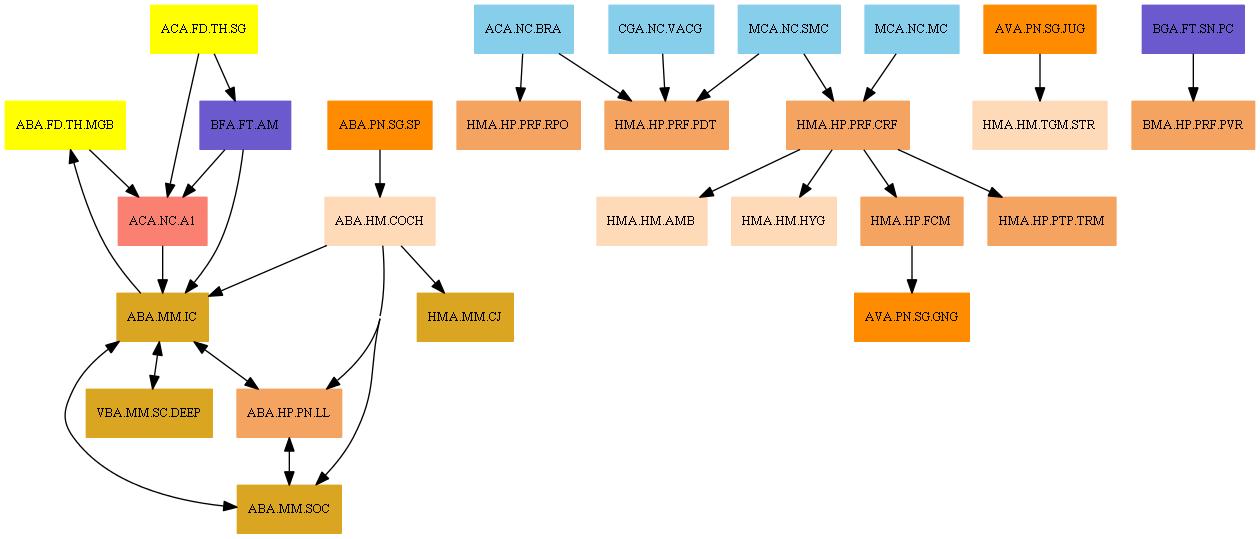 ACA.FD.TH.SG
ACA.NC.BRA
CGA.NC.VACG
MCA.NC.SMC
MCA.NC.MC
AVA.PN.SG.JUG
BGA.FT.SN.PC
ABA.FD.TH.MGB
BFA.FT.AM
ABA.PN.SG.SP
HMA.HP.PRF.RPO
HMA.HP.PRF.PDT
HMA.HP.PRF.CRF
HMA.HM.TGM.STR
BMA.HP.PRF.PVR
ACA.NC.A1
ABA.HM.COCH
HMA.HM.AMB
HMA.HM.HYG
HMA.HP.FCM
HMA.HP.PTP.TRM
ABA.MM.IC
HMA.MM.CJ
AVA.PN.SG.GNG
VBA.MM.SC.DEEP
ABA.HP.PN.LL
ABA.MM.SOC